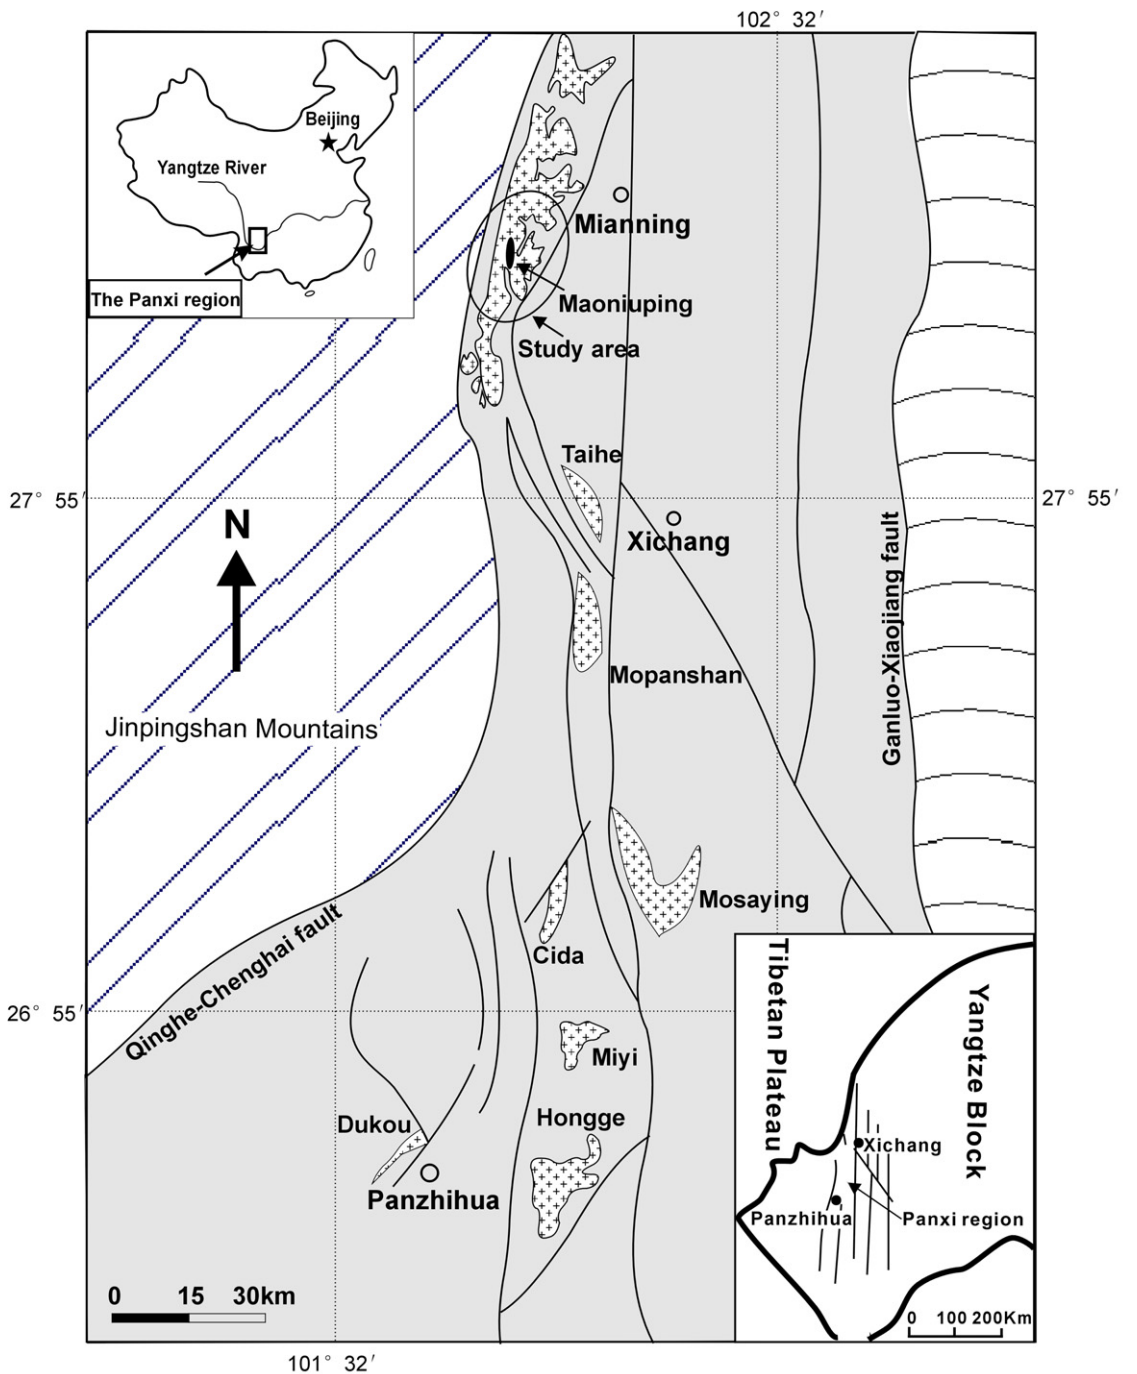 102° 32′
Beijing
Yangtze River
The Panxi region
Mianning
Maoniuping
Study area
Taihe
27° 55′
27° 55′
N
Xichang
Ganluo-Xiaojiang fault
Mopanshan
Jinpingshan Mountains
Mosaying
Cida
Qinghe-Chenghai fault
26° 55′
Miyi
Hongge
Dukou
Panzhihua
0 15 30km
101° 32′
Tibetan Plateau
Yangtze Block
Xichang
Panzhihua
Panxi region
0 100 200Km